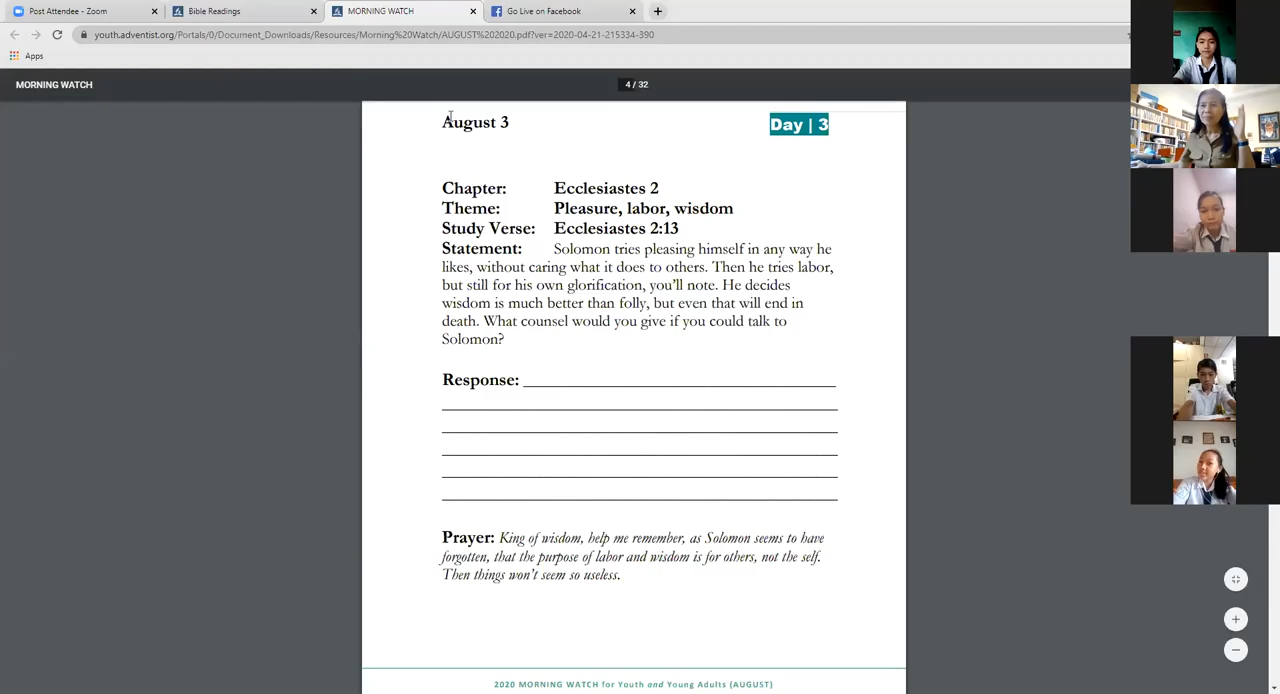 Post Attendee - Zoom
Bible Readings
MORNING WATCH
Go Live on Facebook
youth.adventist.org/Portals/0/Document_Downloads/Resources/Morning%20Watch/AUGUST%202020.pdf?ver=2020-04-21-215334-390
Apps
MORNING WATCH
4 / 32
August 3
Day | 3
Chapter: Ecclesiastes 2
Theme: Pleasure, labor, wisdom
Study Verse: Ecclesiastes 2:13
Statement: Solomon tries pleasing himself in any way he
likes, without caring what it does to others. Then he tries labor,
but still for his own glorification, you'll note. He decides
wisdom is much better than folly, but even that will end in
death. What counsel would you give if you could talk to
Solomon?
Response:
Prayer: King of wisdom, help me remember, as Solomon seems to have
forgotten, that the purpose of labor and wisdom is for others, not the self.
Then things won't seem so useless.
2020 MORNING WATCH for Youth and Young Adults (AUGUST)